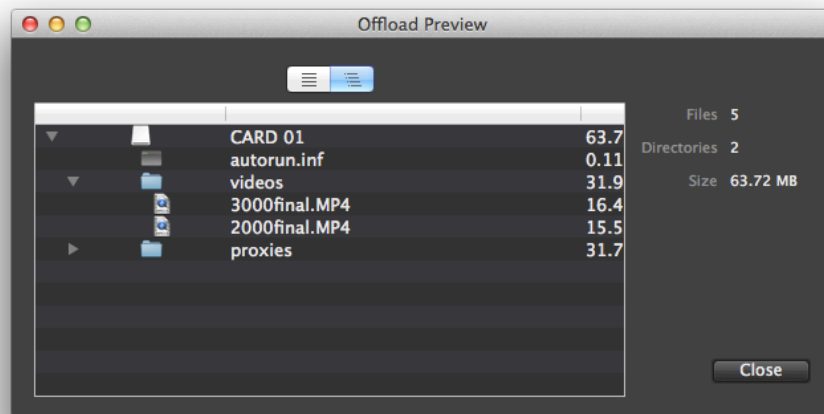 Offload Preview
CARD 01 63.7
autorun.inf 0.11
videos 31.9
3000final.MP4 16.4
2000final.MP4 15.5
proxies 31.7
Files 5
Directories 2
Size 63.72 MB
Close